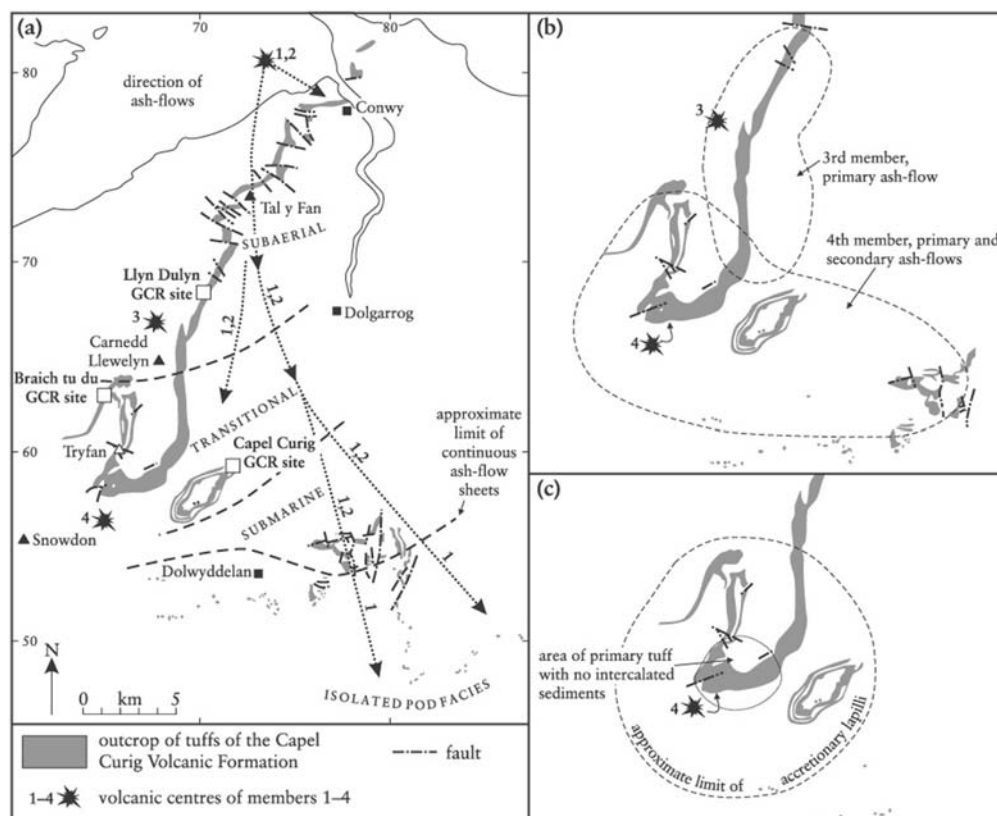 (a)
70
80
80
1,2
direction of
ash-flows
Conwy
Tal y Fan
SUBAERIAL
70
Llyn Dulyn
GCR site
1,2
1,2
3
Dolgarrog
Carnedd
Llewelyn
Braich tu du
GCR site
TRANSITIONAL
approximate
limit of
continuous
ash-flow
sheets
60
Tryfan
Capel Curig
GCR site
1,2
1,2
SUBMARINE
4
Snowdon
1
Dolwyddelan
1
50
N
0 km 5
ISOLATED POD FACIES
outcrop of tuffs of the Capel
Curig Volcanic Formation
fault
1–4 volcanic centres of members 1–4
(b)
3
3rd member,
primary ash-flow
4th member, primary and
secondary ash-flows
4
(c)
area of primary tuff
with no intercalated
sediments
4
approximate limit of accretionary lapilli